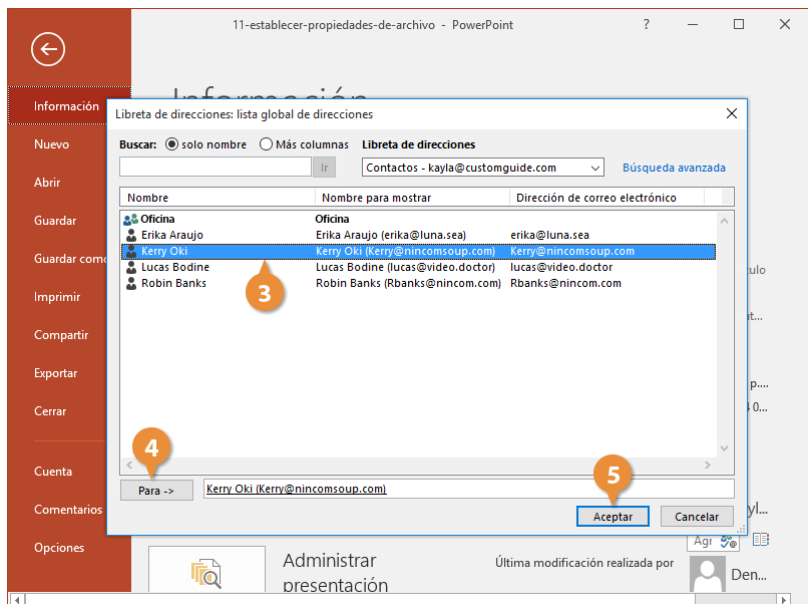 11-establecer-propiedades-de-archivo - PowerPoint
Información
Información
Nuevo
Abrir
Guardar
Guardar como
Imprimir
Compartir
Exportar
Cerrar
Cuenta
Comentarios
Opciones
Libreta de direcciones: lista global de direcciones
Buscar: solo nombre Más columnas Libreta de direcciones
Ir Contactos - kayla@customguide.com Búsqueda avanzada
Nombre Nombre para mostrar Dirección de correo electrónico
Oficina Oficina
Erika Araujo Erika Araujo (erika@luna.sea) erika@luna.sea
Kerry Oki Kerry Oki (Kerry@nincomsoup.com) Kerry@nincomsoup.com
Lucas Bodine Lucas Bodine (lucas@video.doctor) lucas@video.doctor
Robin Banks Robin Banks (Rbanks@nincom.com) Rbanks@nincom.com
3
4
5
Para -> Kerry Oki (Kerry@nincomsoup.com)
Aceptar Cancelar
Administrar
presentación
Última modificación realizada por
Den...